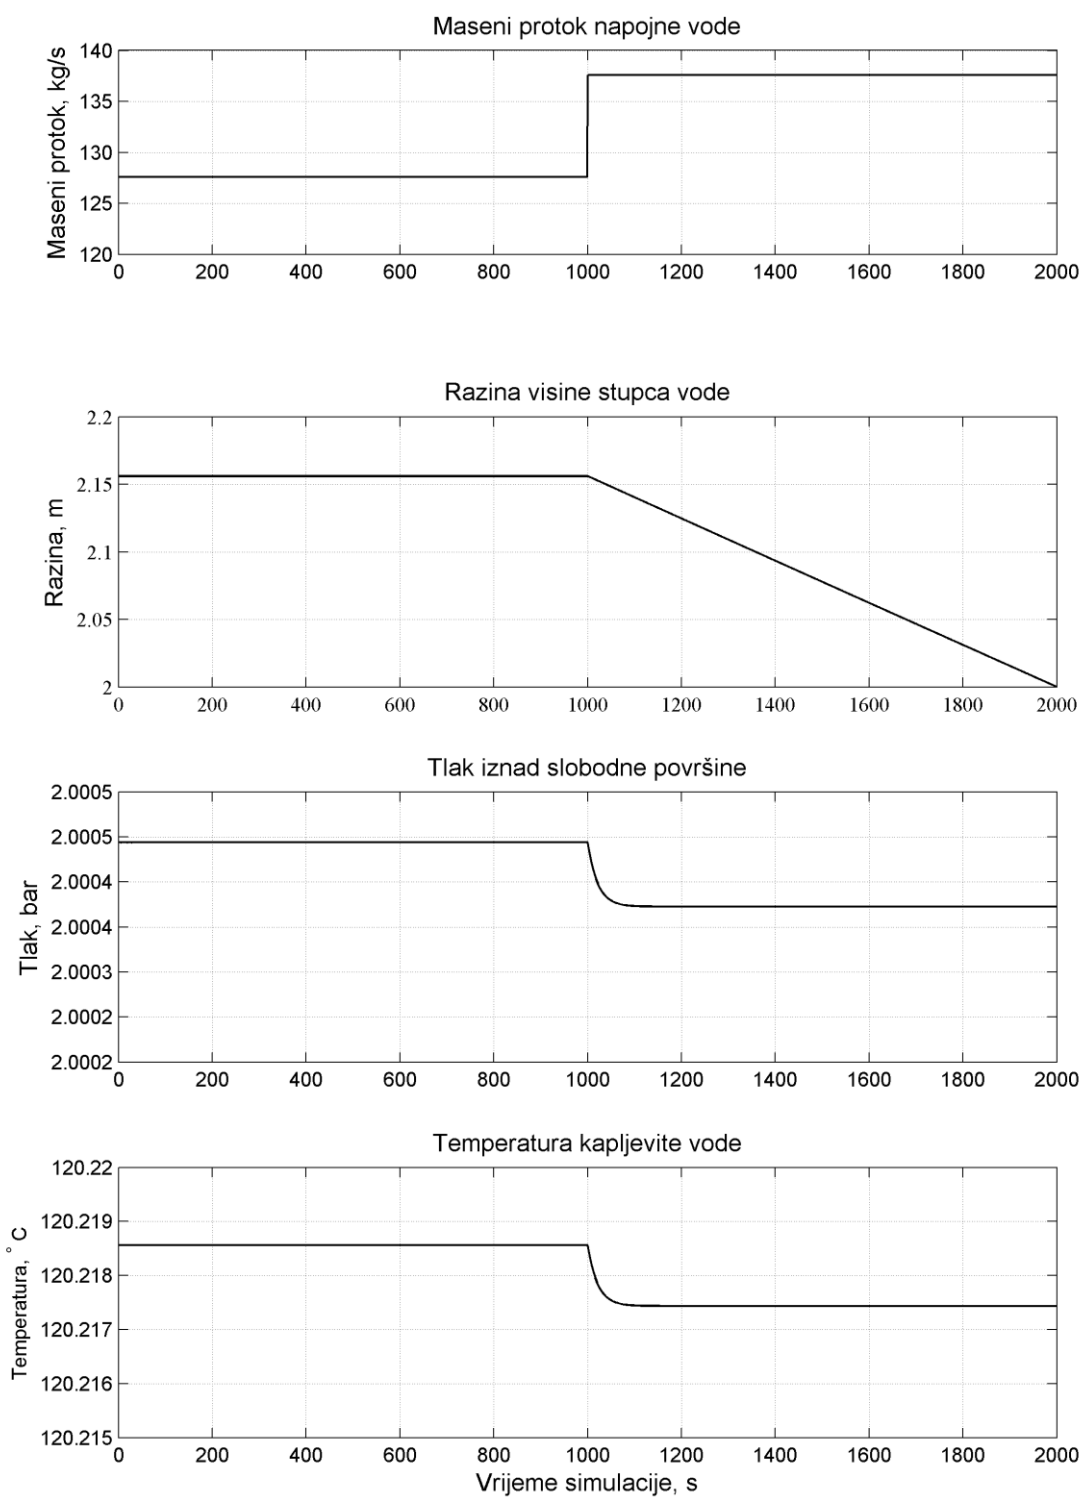 Maseni protok napojne vode
Maseni protok, kg/s
140
135
130
125
120
0 200 400 600 800 1000 1200 1400 1600 1800 2000
Razina visine stupca vode
Razina, m
2.2
2.15
2.1
2.05
2
0 200 400 600 800 1000 1200 1400 1600 1800 2000
Tlak iznad slobodne površine
Tlak, bar
2.0005
2.0005
2.0004
2.0004
2.0003
2.0002
2.0002
0 200 400 600 800 1000 1200 1400 1600 1800 2000
Temperatura kapljevite vode
Temperatura, °C
120.22
120.219
120.218
120.217
120.216
120.215
0 200 400 600 800 1000 1200 1400 1600 1800 2000
Vrijeme simulacije, s